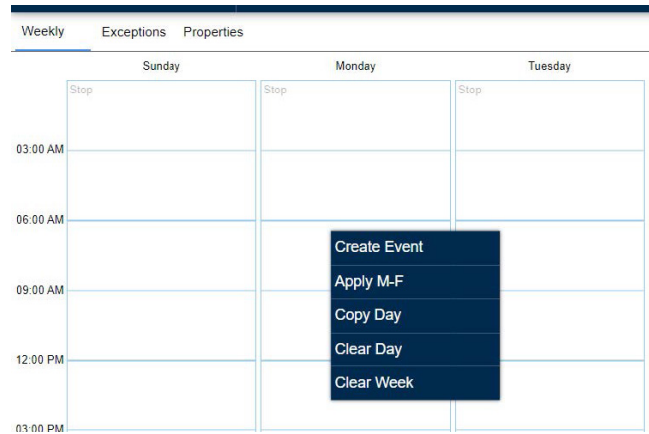 Weekly Exceptions Properties
Sunday Monday Tuesday
Stop Stop Stop
03:00 AM
06:00 AM
Create Event
Apply M-F
09:00 AM
Copy Day
Clear Day
12:00 PM
Clear Week
03:00 PM